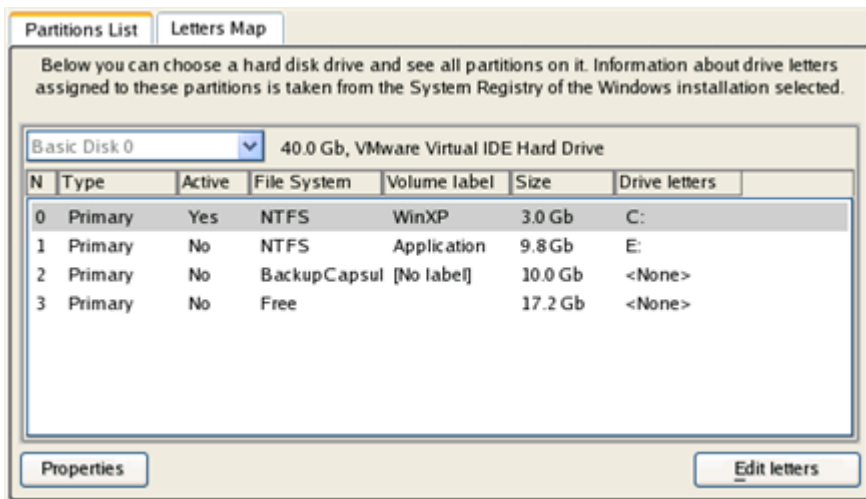 Partitions List Letters Map
Below you can choose a hard disk drive and see all partitions on it. Information about drive letters
assigned to these partitions is taken from the System Registry of the Windows installation selected.
Basic Disk 0 40.0 Gb, VMware Virtual IDE Hard Drive
N Type Active File System Volume label Size Drive letters
0 Primary Yes NTFS WinXP 3.0 Gb C:
1 Primary No NTFS Application 9.8 Gb E:
2 Primary No BackupCapsul [No label] 10.0 Gb <None>
3 Primary No Free 17.2 Gb <None>
Properties Edit letters